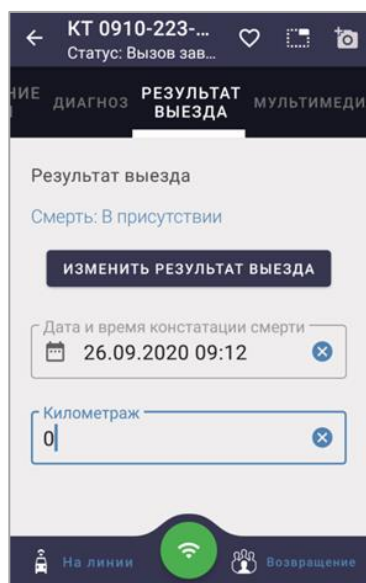 КТ 0910-223-...
Статус: Вызов зав...
НИЕ ДИАГНОЗ РЕЗУЛЬТАТ ВЫЕЗДА МУЛЬТИМЕДИ
Результат выезда
Смерть: В присутствии
ИЗМЕНИТЬ РЕЗУЛЬТАТ ВЫЕЗДА
Дата и время констатации смерти
26.09.2020 09:12
Километраж
0
На линии Возвращение